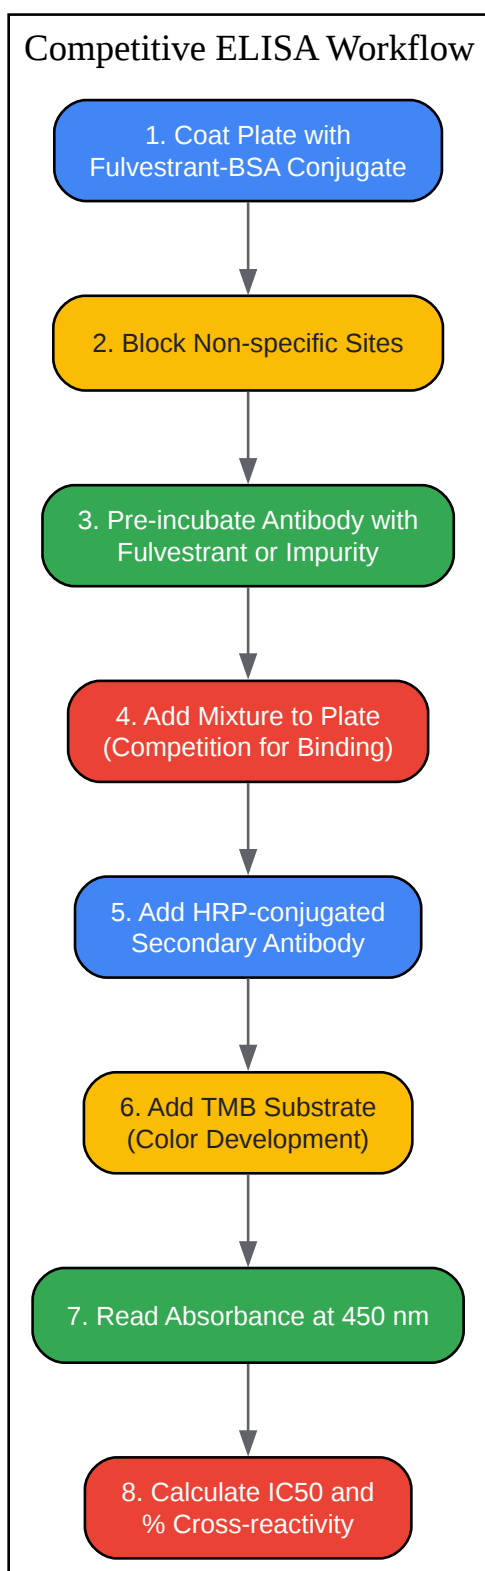 Competitive ELISA Workflow
1. Coat Plate with
Fulvestrant-BSA Conjugate
2. Block Non-specific Sites
3. Pre-incubate Antibody with
Fulvestrant or Impurity
4. Add Mixture to Plate
(Competition for Binding)
5. Add HRP-conjugated
Secondary Antibody
6. Add TMB Substrate
(Color Development)
7. Read Absorbance at 450 nm
8. Calculate IC50 and
% Cross-reactivity